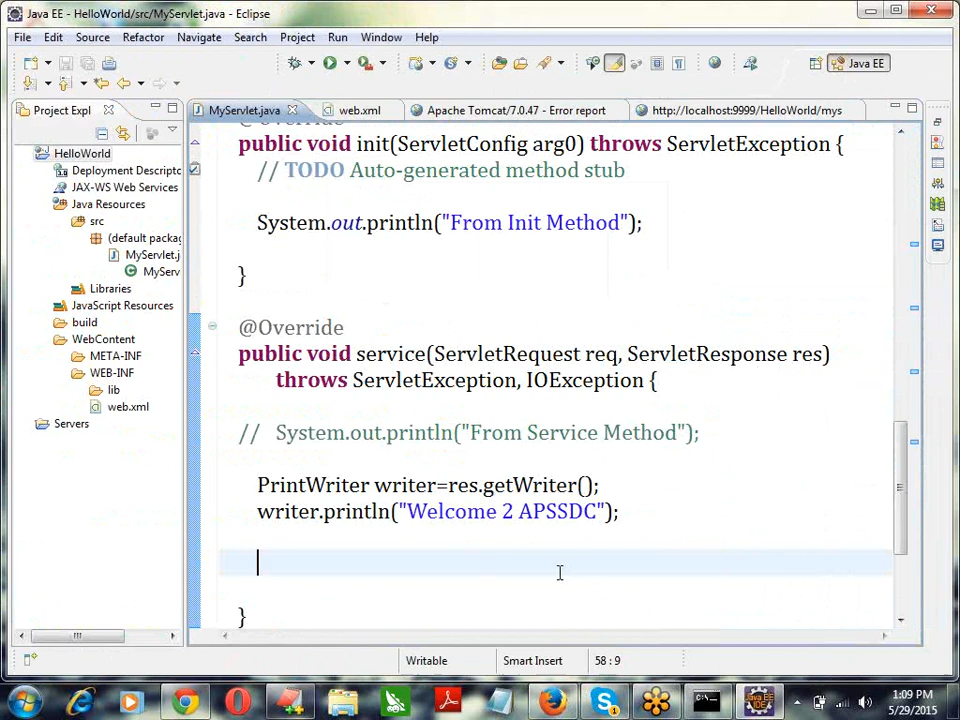 Java EE - HelloWorld/src/MyServlet.java - Eclipse
File Edit Source Refactor Navigate Search Project Run Window Help
Java EE
Project Expl
MyServlet.java
web.xml
Apache Tomcat/7.0.47 - Error report
http://localhost:9999/HelloWorld/mys
HelloWorld
Deployment Descripto
JAX-WS Web Services
Java Resources
src
(default packag
MyServlet.j
MyServ
Libraries
JavaScript Resources
build
WebContent
META-INF
WEB-INF
lib
web.xml
Servers
@Override
public void init(ServletConfig arg0) throws ServletException {
// TODO Auto-generated method stub
System.out.println("From Init Method");
}
@Override
public void service(ServletRequest req, ServletResponse res)
throws ServletException, IOException {
// System.out.println("From Service Method");
PrintWriter writer=res.getWriter();
writer.println("Welcome 2 APSSDC");
}
Writable
Smart Insert
58 : 9
1:09 PM
5/29/2015